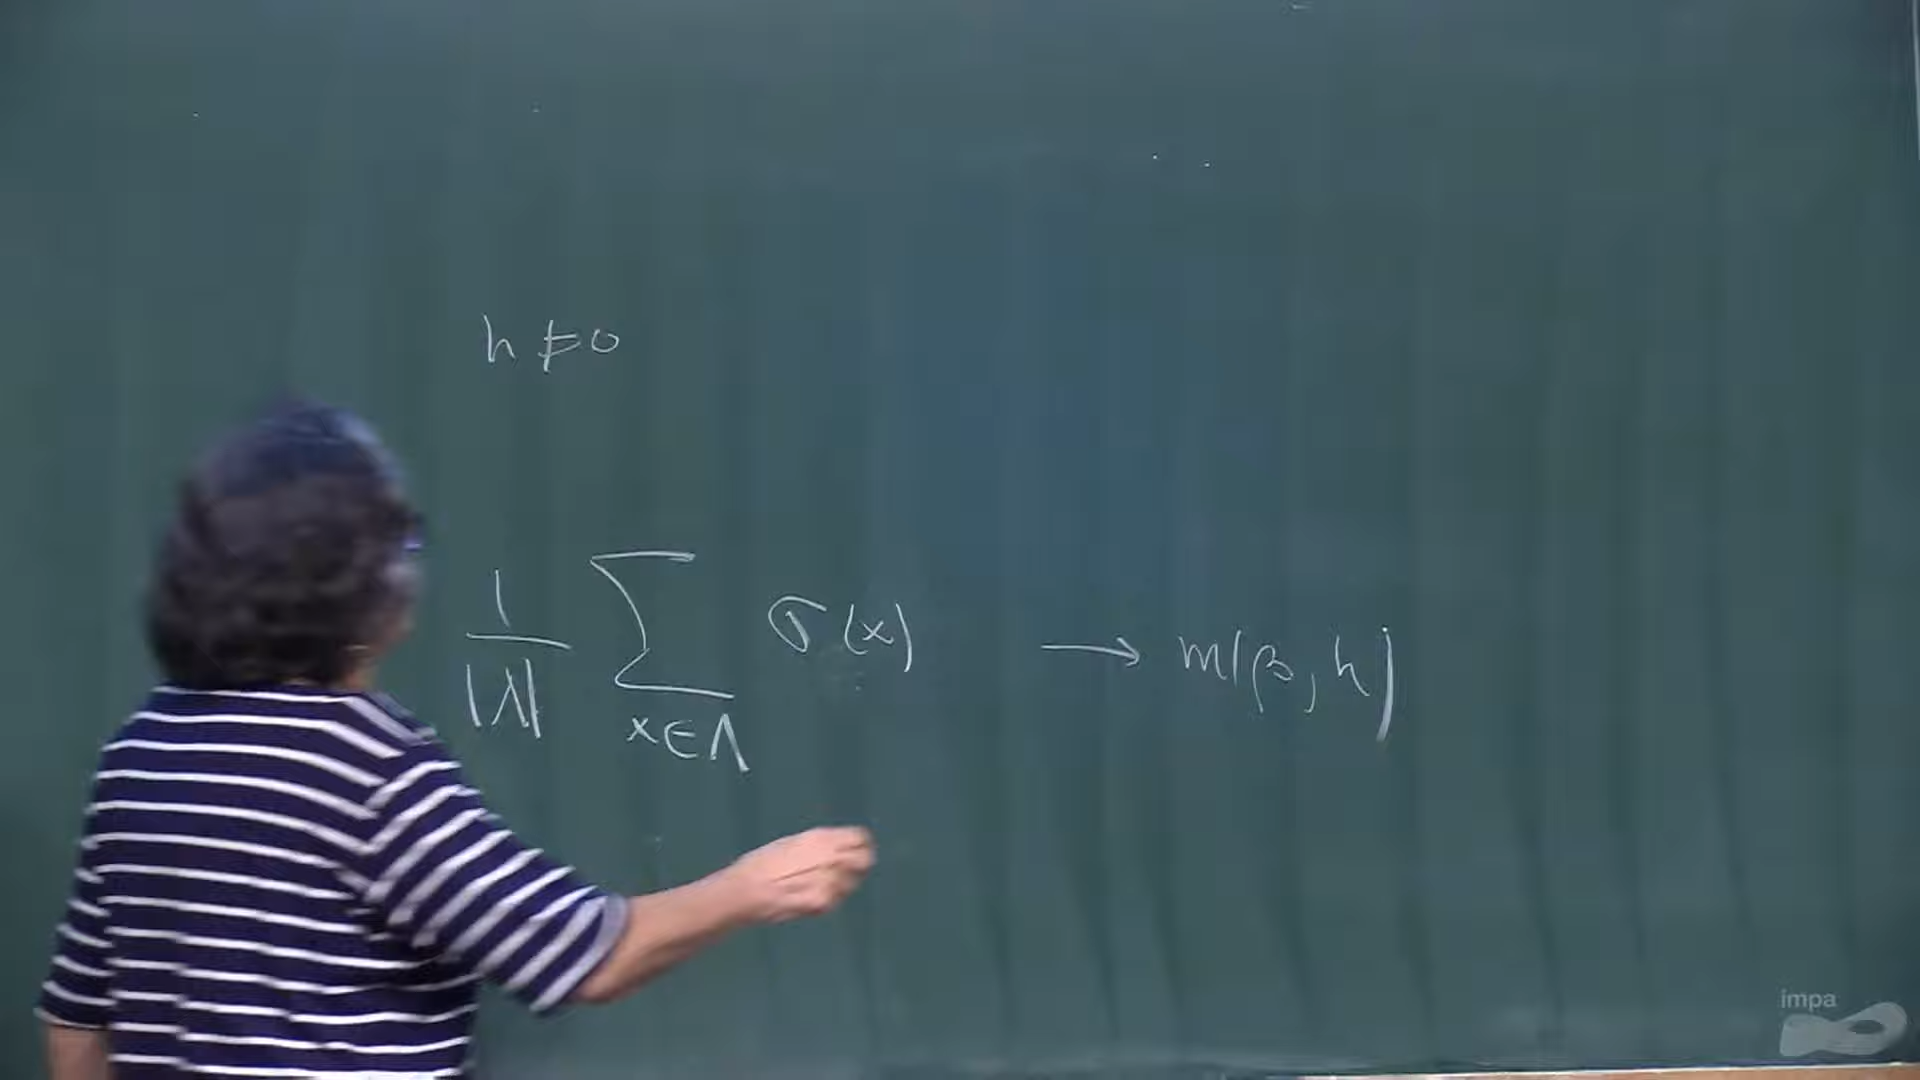 h ≠ 0
1/|Λ| ∑_{x∈Λ} σ(x) → m(β, h)
impa